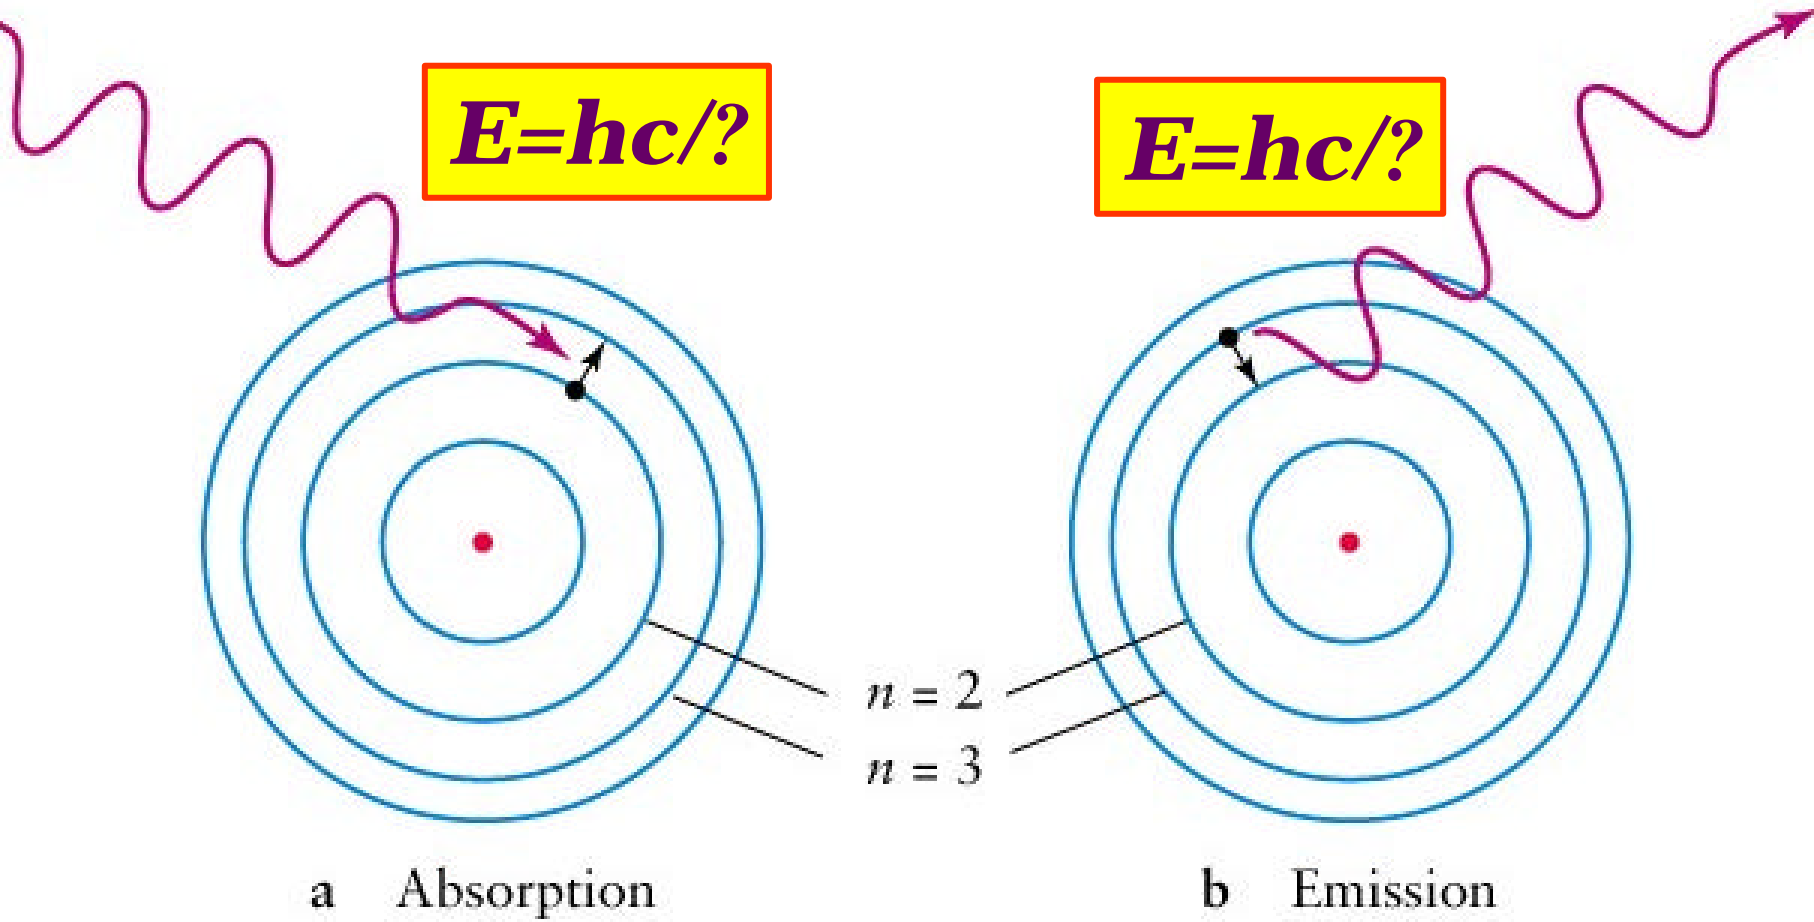 E=hc/?
E=hc/?
n = 2
n = 3
a Absorption
b Emission